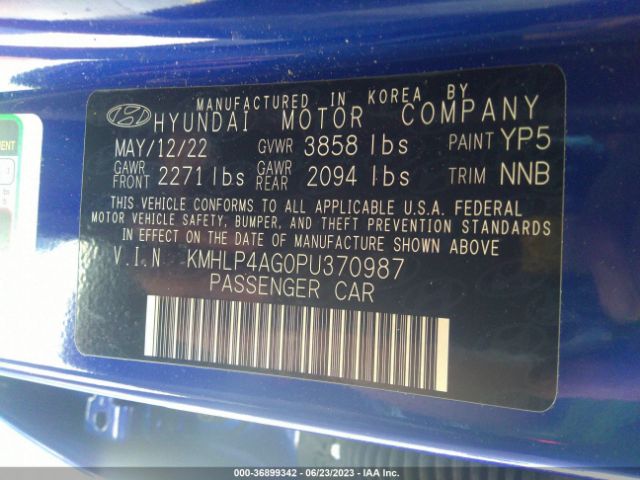 MANUFACTURED IN KOREA BY
HYUNDAI MOTOR COMPANY
MAY/12/22 GVWR 3858 lbs PAINT YP5
GAWR FRONT 2271 lbs GAWR REAR 2094 lbs TRIM NNB
THIS VEHICLE CONFORMS TO ALL APPLICABLE U.S.A. FEDERAL
MOTOR VEHICLE SAFETY, BUMPER, AND THEFT PREVENTION STANDARDS
IN EFFECT ON THE DATE OF MANUFACTURE SHOWN ABOVE.
V.I.N KMHLP4AG0PU370987
PASSENGER CAR
000-36899342 - 06/23/2023 - IAA Inc.